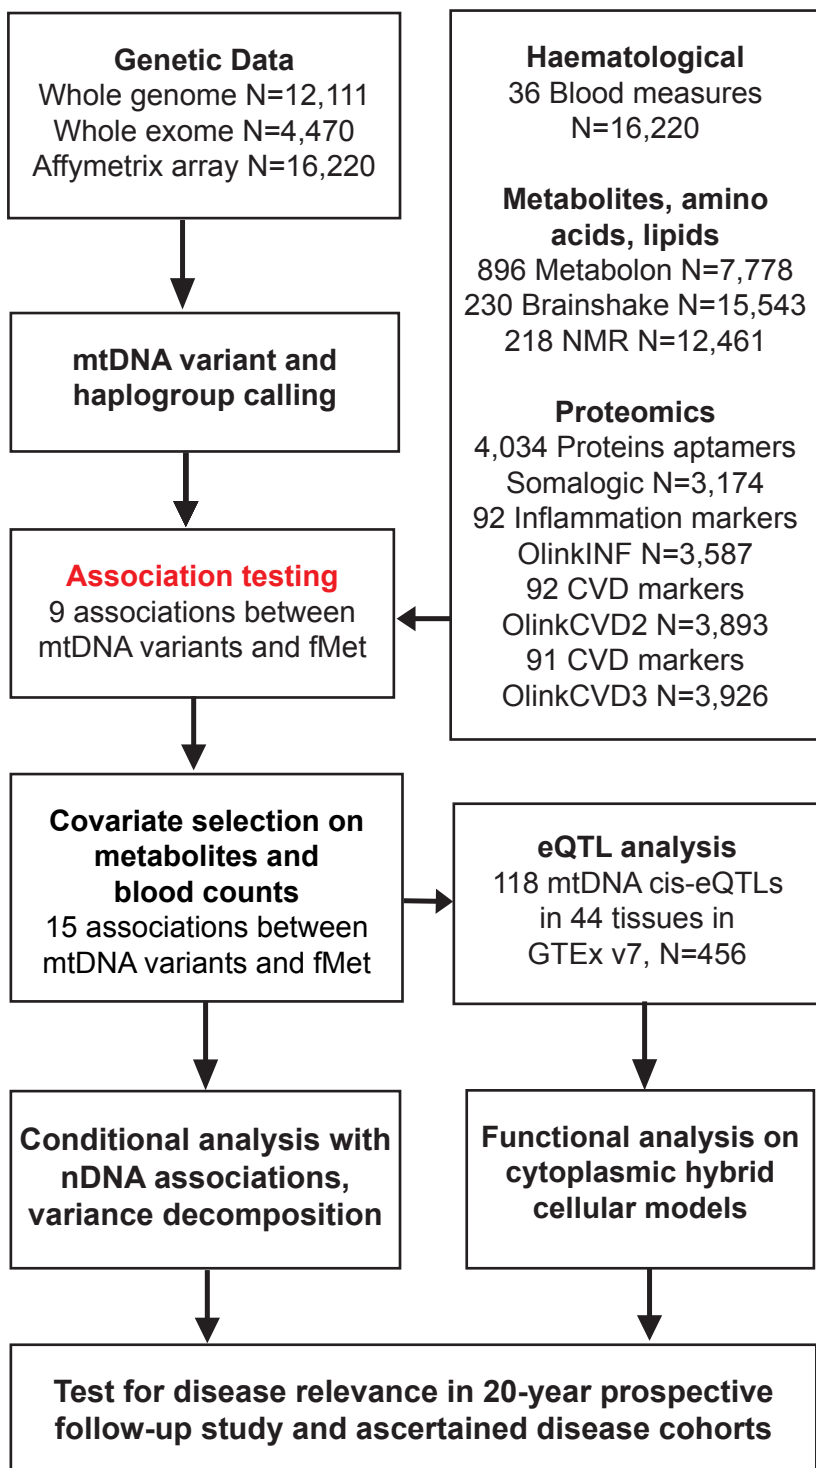 Genetic Data
Whole genome N=12,111
Whole exome N=4,470
Affymetrix array N=16,220
Haematological
36 Blood measures
N=16,220
Metabolites, amino
acids, lipids
896 Metabolon N=7,778
230 Brainshake N=15,543
218 NMR N=12,461
Proteomics
4,034 Proteins aptamers
Somalogic N=3,174
92 Inflammation markers
OlinkINF N=3,587
92 CVD markers
OlinkCVD2 N=3,893
91 CVD markers
OlinkCVD3 N=3,926
mtDNA variant and
haplogroup calling
Association testing
9 associations between
mtDNA variants and fMet
Covariate selection on
metabolites and
blood counts
15 associations between
mtDNA variants and fMet
eQTL analysis
118 mtDNA cis-eQTLs
in 44 tissues in
GTEx v7, N=456
Conditional analysis with
nDNA associations,
variance decomposition
Functional analysis on
cytoplasmic hybrid
cellular models
Test for disease relevance in 20-year prospective
follow-up study and ascertained disease cohorts